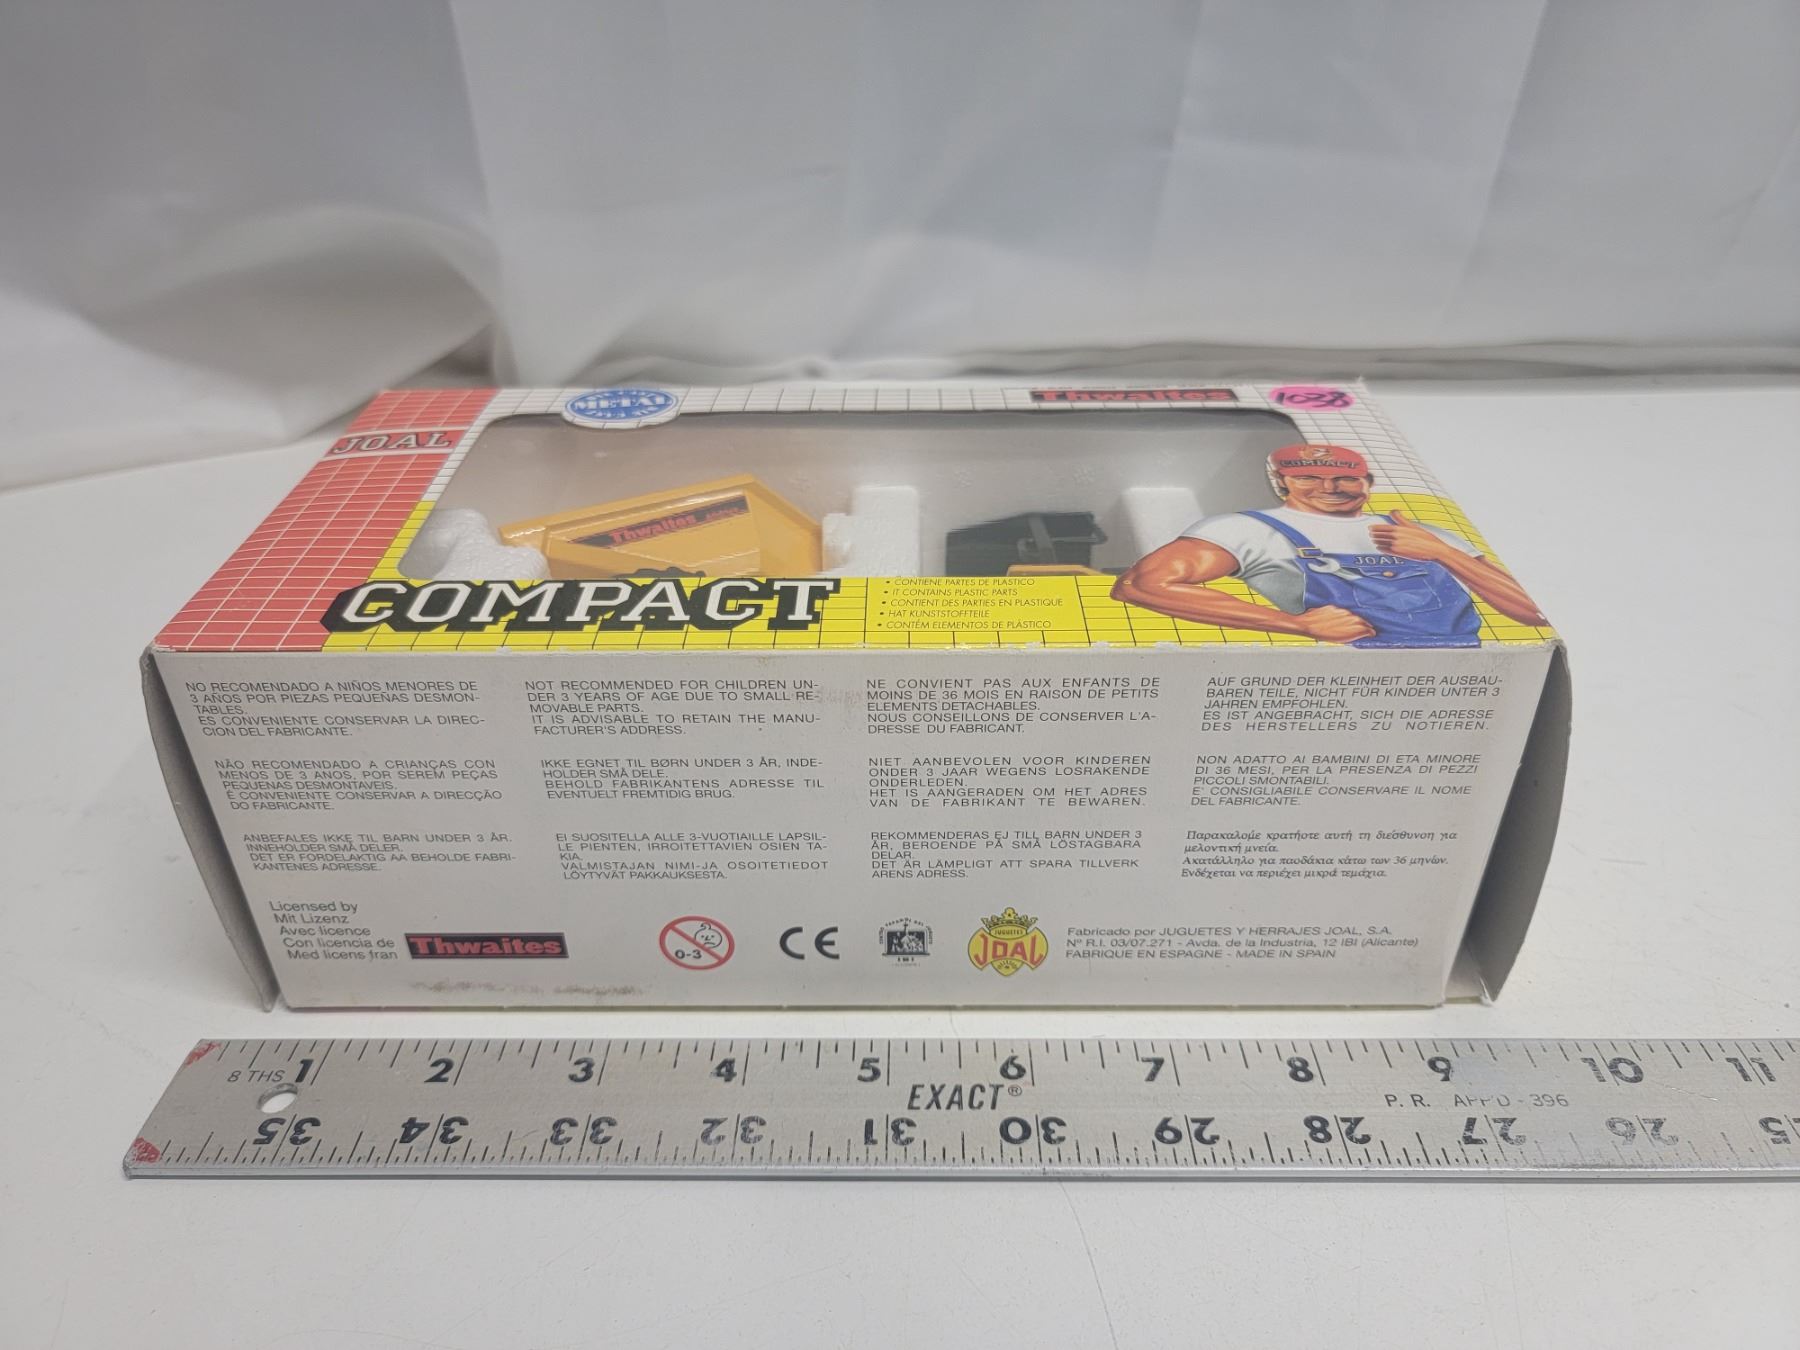 METAL
Thwaites
1038
JOAL
COMPACT
Thwaites
JOAL
COMPACT
• CONTIENE PARTES DE PLASTICO
• IT CONTAINS PLASTIC PARTS
• CONTIENT DES PARTIES EN PLASTIQUE
• HAT KUNSTSTOFFTEILE
• CONTÉM ELEMENTOS DE PLÁSTICO
NO RECOMENDADO A NIÑOS MENORES DE
3 AÑOS POR PIEZAS PEQUEÑAS DESMON-
TABLES.
ES CONVENIENTE CONSERVAR LA DIREC-
CION DEL FABRICANTE.
NOT RECOMMENDED FOR CHILDREN UN-
DER 3 YEARS OF AGE DUE TO SMALL RE-
MOVABLE PARTS.
IT IS ADVISABLE TO RETAIN THE MANU-
FACTURER'S ADDRESS.
NE CONVIENT PAS AUX ENFANTS DE
MOINS DE 36 MOIS EN RAISON DE PETITS
ELEMENTS DETACHABLES.
NOUS CONSEILLONS DE CONSERVER L'A-
DRESSE DU FABRICANT.
AUF GRUND DER KLEINHEIT DER AUSBAU-
BAREN TEILE, NICHT FÜR KINDER UNTER 3
JAHREN EMPFOHLEN.
ES IST ANGEBRACHT, SICH DIE ADRESSE
DES HERSTELLERS ZU NOTIEREN.
NÃO RECOMENDADO A CRIANÇAS CON
MENOS DE 3 ANOS, POR SEREM PEÇAS
PEQUENAS DESMONTAVEIS.
É CONVENIENTE CONSERVAR A DIRECÇÃO
DO FABRICANTE.
IKKE EGNET TIL BØRN UNDER 3 ÅR, INDE-
HOLDER SMÅ DELE.
BEHOLD FABRIKANTENS ADRESSE TIL
EVENTUELT FREMTIDIG BRUG.
NIET AANBEVOLEN VOOR KINDEREN
ONDER 3 JAAR WEGENS LOSRAKENDE
ONDERLEDEN.
HET IS AANGERADEN OM HET ADRES
VAN DE FABRIKANT TE BEWAREN.
NON ADATTO AI BAMBINI DI ETA MINORE
DI 36 MESI, PER LA PRESENZA DI PEZZI
PICCOLI SMONTABILI.
E' CONSIGLIABILE CONSERVARE IL NOME
DEL FABRICANTE.
ANBEFALES IKKE TIL BARN UNDER 3 ÅR.
INNEHOLDER SMÅ DELER.
DET ER FORDELAKTIG AA BEHOLDE FABRI-
KANTENES ADRESSE.
EI SUOSITELLA ALLE 3-VUOTIAILLE LAPSIL-
LE PIENTEN, IRROITETTAVIEN OSIEN TA-
KIA.
VALMISTAJAN NIMI-JA OSOITETIEDOT
LÖYTYVÄT PAKKAUKSESTA.
REKOMMENDERAS EJ TILL BARN UNDER 3
ÅR, BEROENDE PÅ SMÅ LÖSTAGBARA
DELAR.
DET ÄR LÄMPLIGT ATT SPARA TILLVERK
ARENS ADRESS.
Παρακαλούμε κρατήστε αυτή τη διεύθυνση για
μελοντική μνεία.
Ακατάλληλο για παιδάκια κάτω των 36 μηνών.
Ενδέχεται να περιέχει μικρά τεμάχια.
Licensed by
Mit Lizenz
Avec licence
Con licencia de
Med licens fran
Thwaites
0-3
CE
IBI
JUGUETES
JOAL
Fabricado por JUGUETES Y HERRAJES JOAL, S.A.
Nº R.I. 03/07.271 - Avda. de la Industria, 12 IBI (Alicante)
FABRIQUE EN ESPAGNE - MADE IN SPAIN
8 THS 1 2 3 4 5 6 7 8 9 10 11
EXACT®
P. R. APPD - 396
35 34 33 32 31 30 29 28 27 26